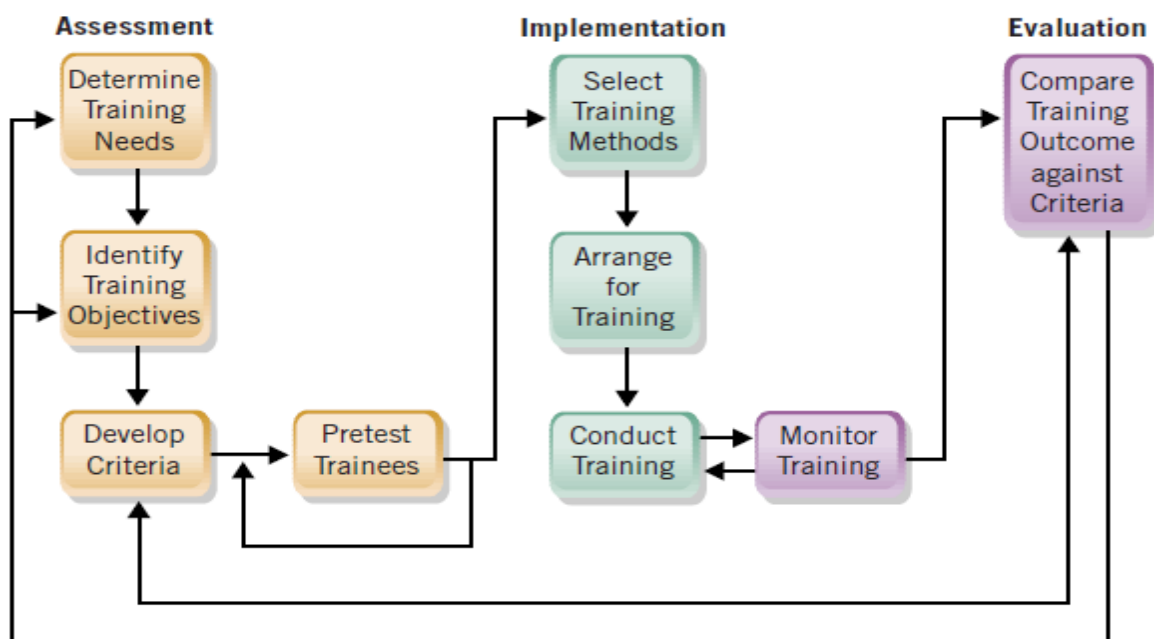 Assessment
Determine
Training
Needs
Identify
Training
Objectives
Develop
Criteria
Pretest
Trainees
Implementation
Select
Training
Methods
Arrange
for
Training
Conduct
Training
Monitor
Training
Evaluation
Compare
Training
Outcome
against
Criteria